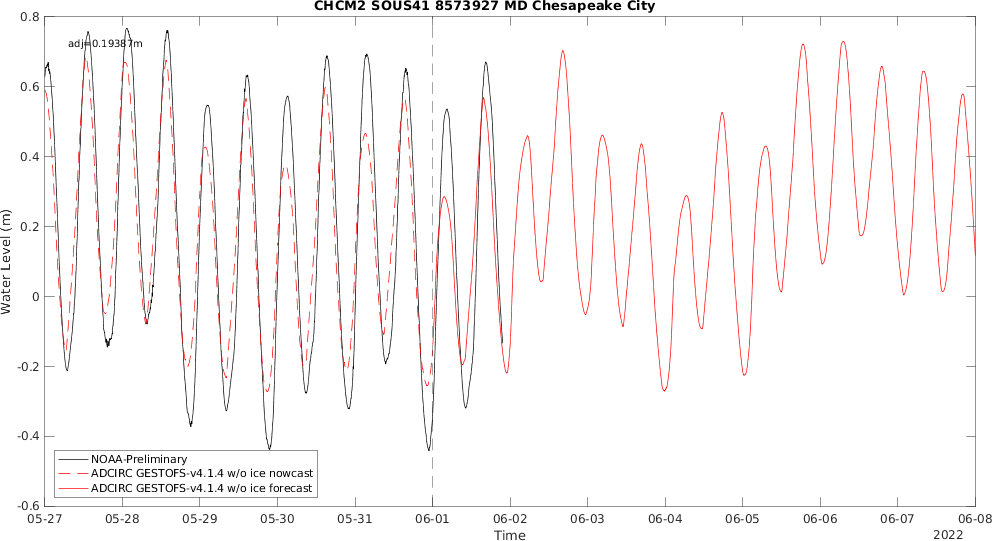 CHCM2 SOUS41 8573927 MD Chesapeake City
adj=0.19387m
Water Level (m)
0.8
0.6
0.4
0.2
0
-0.2
-0.4
-0.6
NOAA-Preliminary
ADCIRC GESTOFS-v4.1.4 w/o ice nowcast
ADCIRC GESTOFS-v4.1.4 w/o ice forecast
05-27 05-28 05-29 05-30 05-31 06-01 06-02 06-03 06-04 06-05 06-06 06-07 06-08
Time
2022